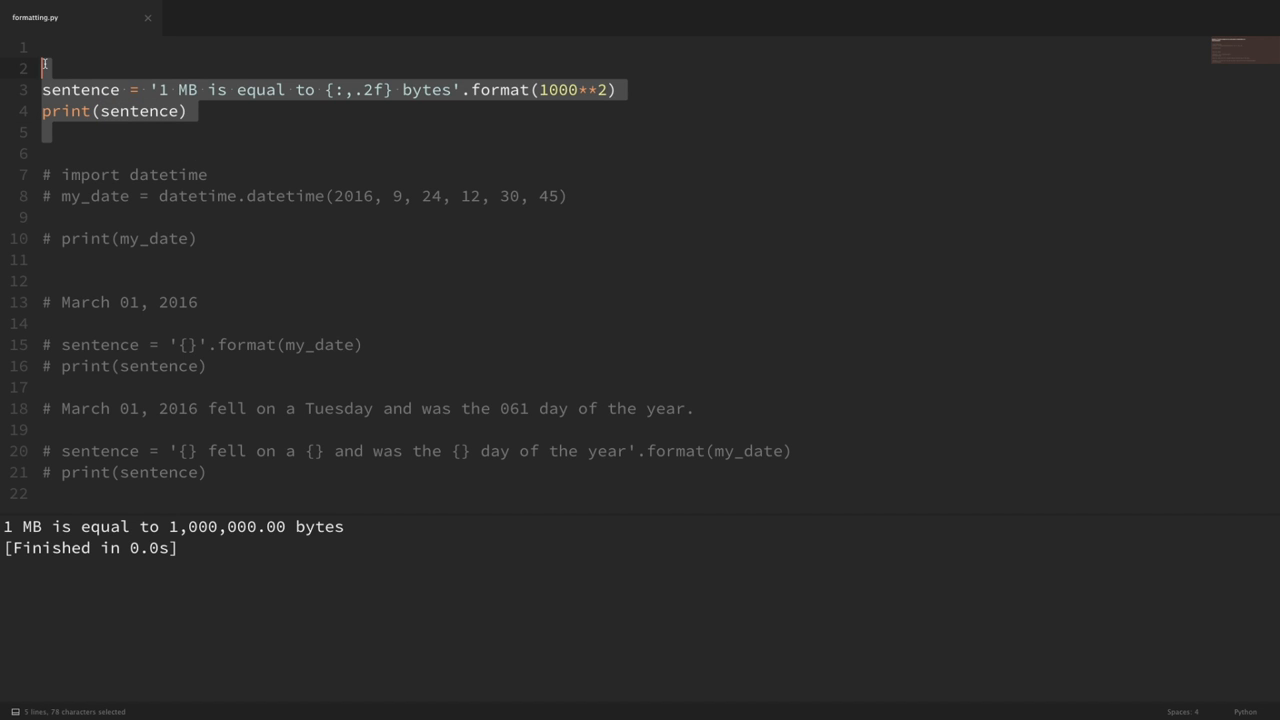 formatting.py
1
2
3 sentence = '1 MB is equal to {:,.2f} bytes'.format(1000**2)
4 print(sentence)
5
6
7 # import datetime
8 # my_date = datetime.datetime(2016, 9, 24, 12, 30, 45)
9
10 # print(my_date)
11
12
13 # March 01, 2016
14
15 # sentence = '{}'.format(my_date)
16 # print(sentence)
17
18 # March 01, 2016 fell on a Tuesday and was the 061 day of the year.
19
20 # sentence = '{} fell on a {} and was the {} day of the year'.format(my_date)
21 # print(sentence)
22
1 MB is equal to 1,000,000.00 bytes
[Finished in 0.0s]
5 lines, 78 characters selected
Spaces: 4
Python